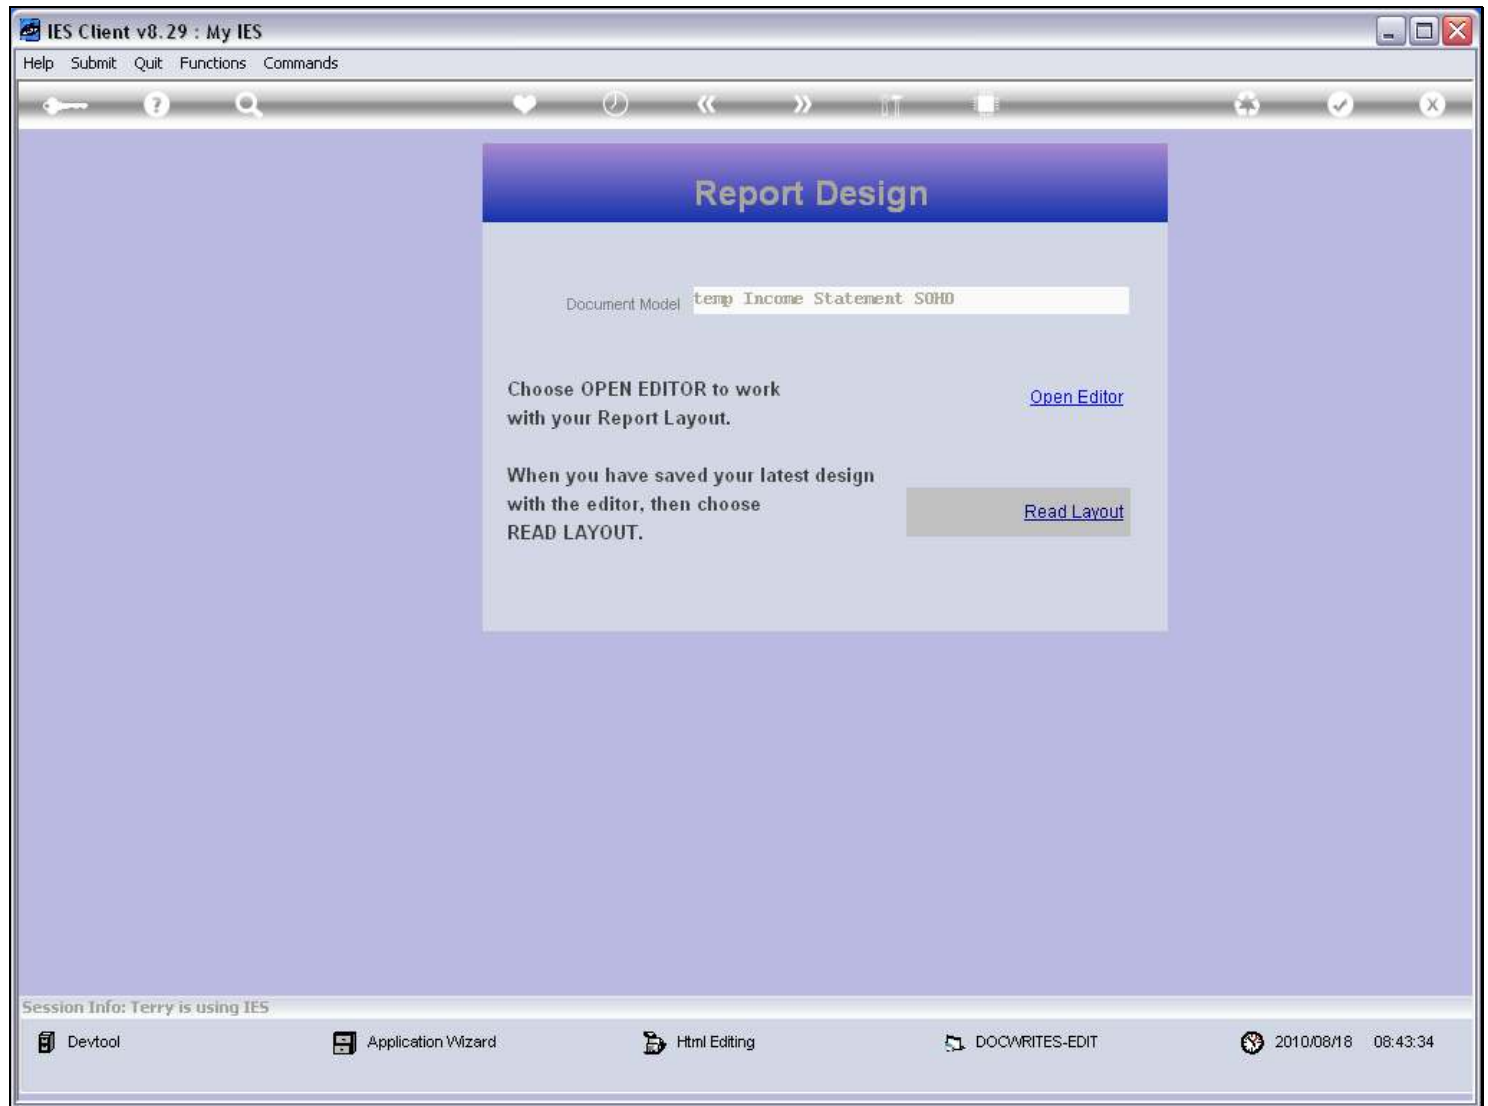 IES Client v8.29 : My IES
Help Submit Quit Functions Commands
Report Design
Document Model temp Income Statement SOHO
Choose OPEN EDITOR to work
with your Report Layout.
Open Editor
When you have saved your latest design
with the editor, then choose
READ LAYOUT.
Read Layout
Session Info: Terry is using IES
Devtool Application Wizard Html Editing DOCWRITES-EDIT 2010/08/18 08:43:34